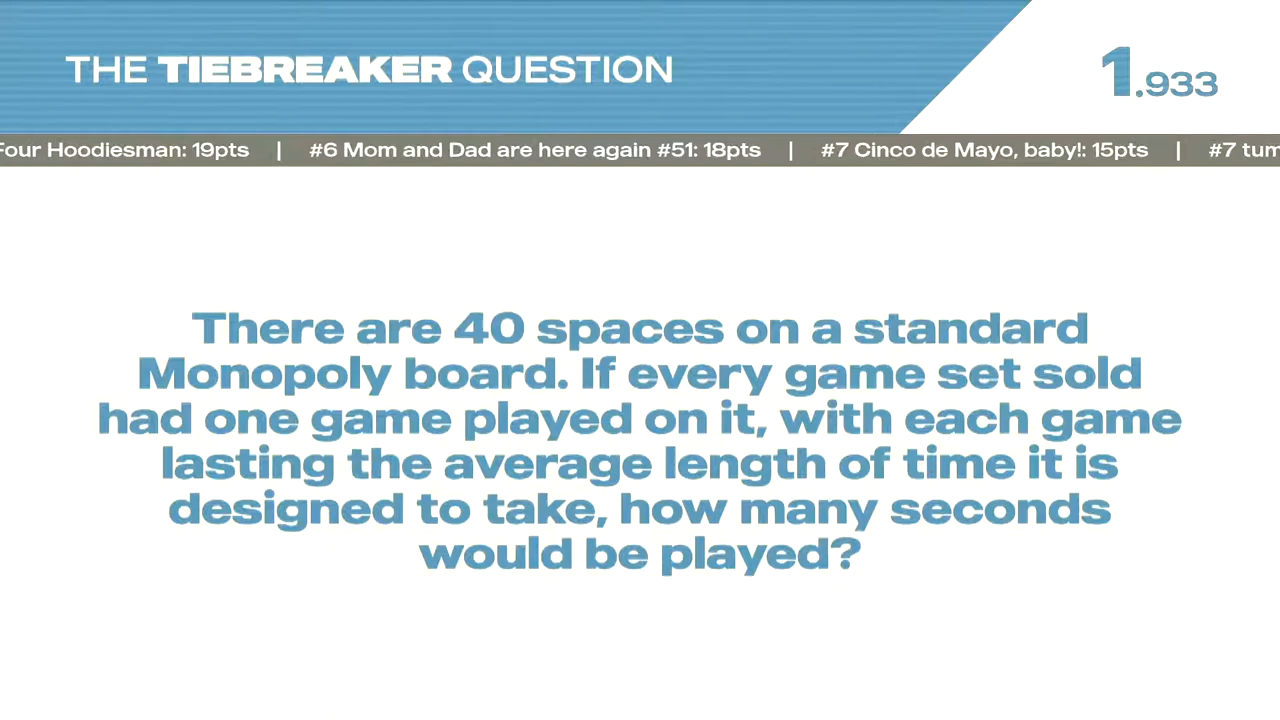 THE TIEBREAKER QUESTION
1.933
Four Hoodiesman: 19pts | #6 Mom and Dad are here again #51: 18pts | #7 Cinco de Mayo, baby!: 15pts | #7 tum
There are 40 spaces on a standard
Monopoly board. If every game set sold
had one game played on it, with each game
lasting the average length of time it is
designed to take, how many seconds
would be played?